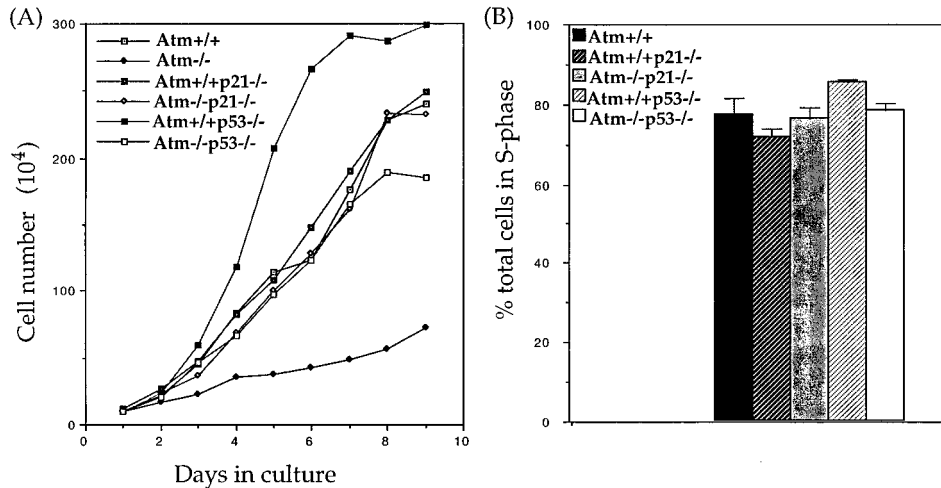 (A)
Cell number (10⁴)
300
200
100
0
0
2
4
6
8
10
Days in culture
Atm+/+
Atm-/-
Atm+/+p21-/-
Atm-/-p21-/-
Atm+/+p53-/-
Atm-/-p53-/-
(B)
% total cells in S-phase
100
80
60
40
20
0
Atm+/+
Atm+/+p21-/-
Atm-/-p21-/-
Atm+/+p53-/-
Atm-/-p53-/-